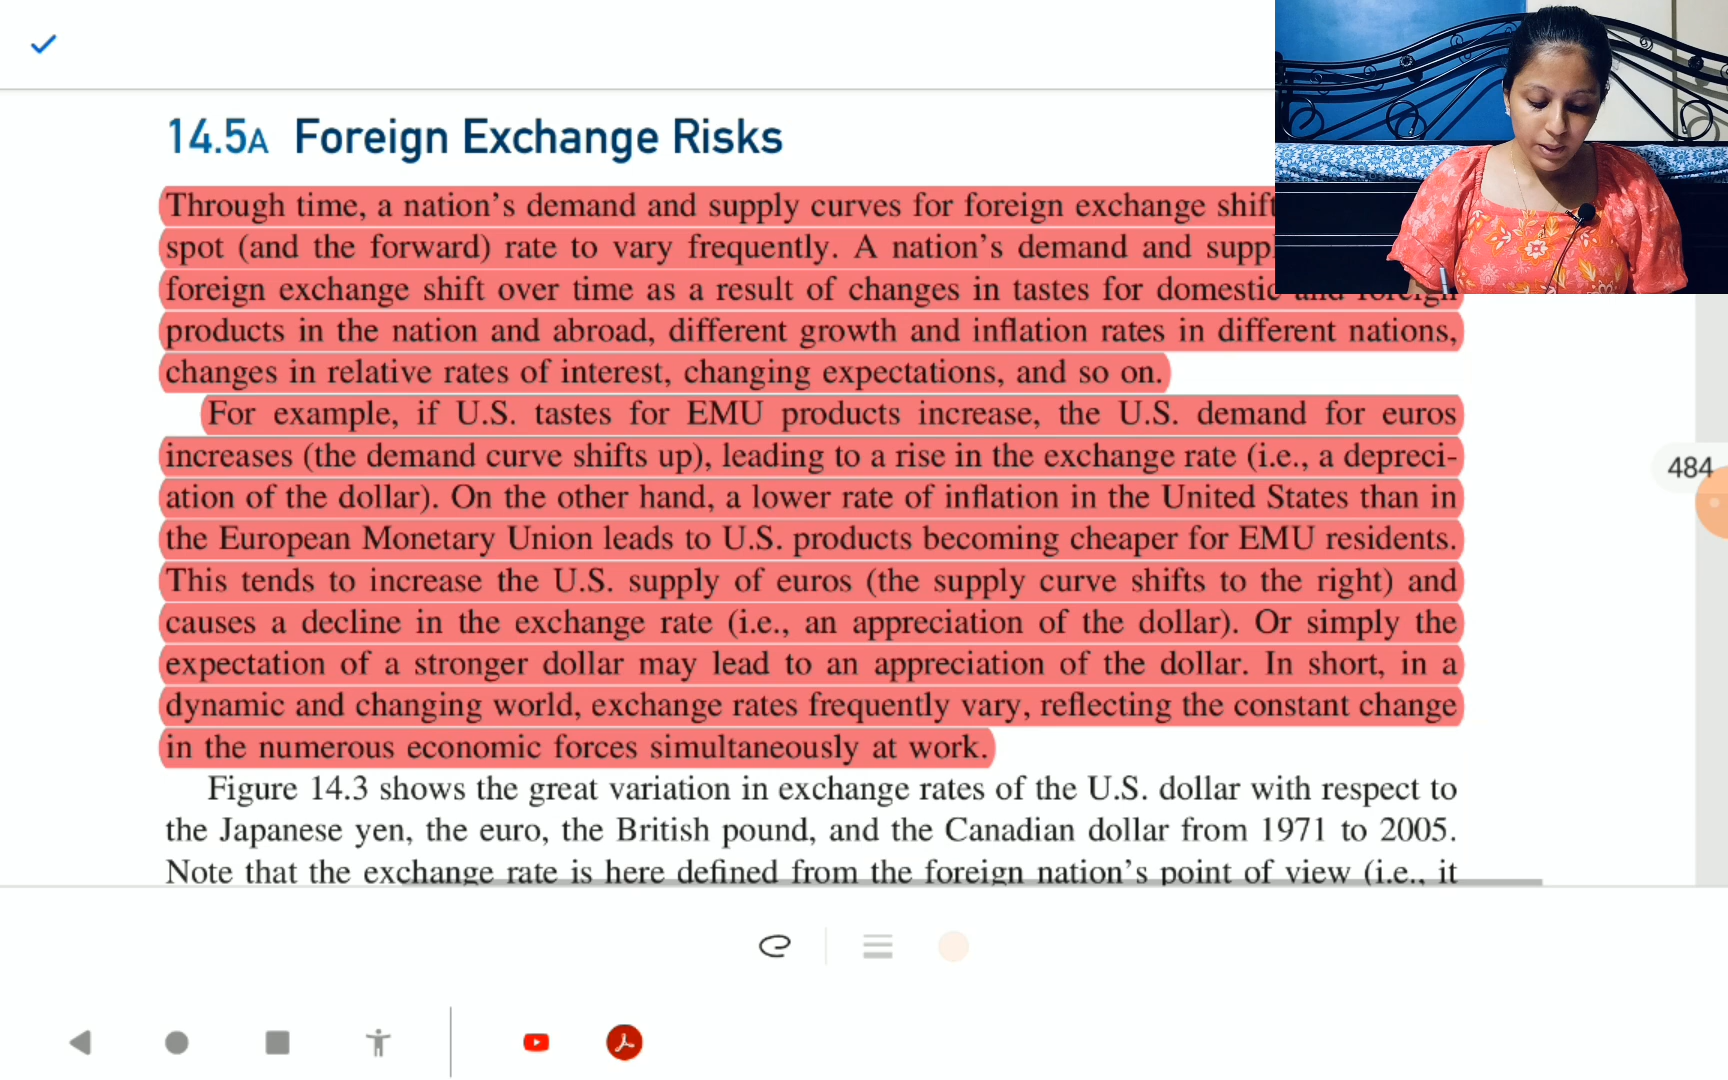 14.5A Foreign Exchange Risks
Through time, a nation's demand and supply curves for foreign exchange shift
spot (and the forward) rate to vary frequently. A nation's demand and suppl
foreign exchange shift over time as a result of changes in tastes for domestic and foreign
products in the nation and abroad, different growth and inflation rates in different nations,
changes in relative rates of interest, changing expectations, and so on.
For example, if U.S. tastes for EMU products increase, the U.S. demand for euros
increases (the demand curve shifts up), leading to a rise in the exchange rate (i.e., a depreci-
ation of the dollar). On the other hand, a lower rate of inflation in the United States than in
the European Monetary Union leads to U.S. products becoming cheaper for EMU residents.
This tends to increase the U.S. supply of euros (the supply curve shifts to the right) and
causes a decline in the exchange rate (i.e., an appreciation of the dollar). Or simply the
expectation of a stronger dollar may lead to an appreciation of the dollar. In short, in a
dynamic and changing world, exchange rates frequently vary, reflecting the constant change
in the numerous economic forces simultaneously at work.
484
Figure 14.3 shows the great variation in exchange rates of the U.S. dollar with respect to
the Japanese yen, the euro, the British pound, and the Canadian dollar from 1971 to 2005.
Note that the exchange rate is here defined from the foreign nation's point of view (i.e., it